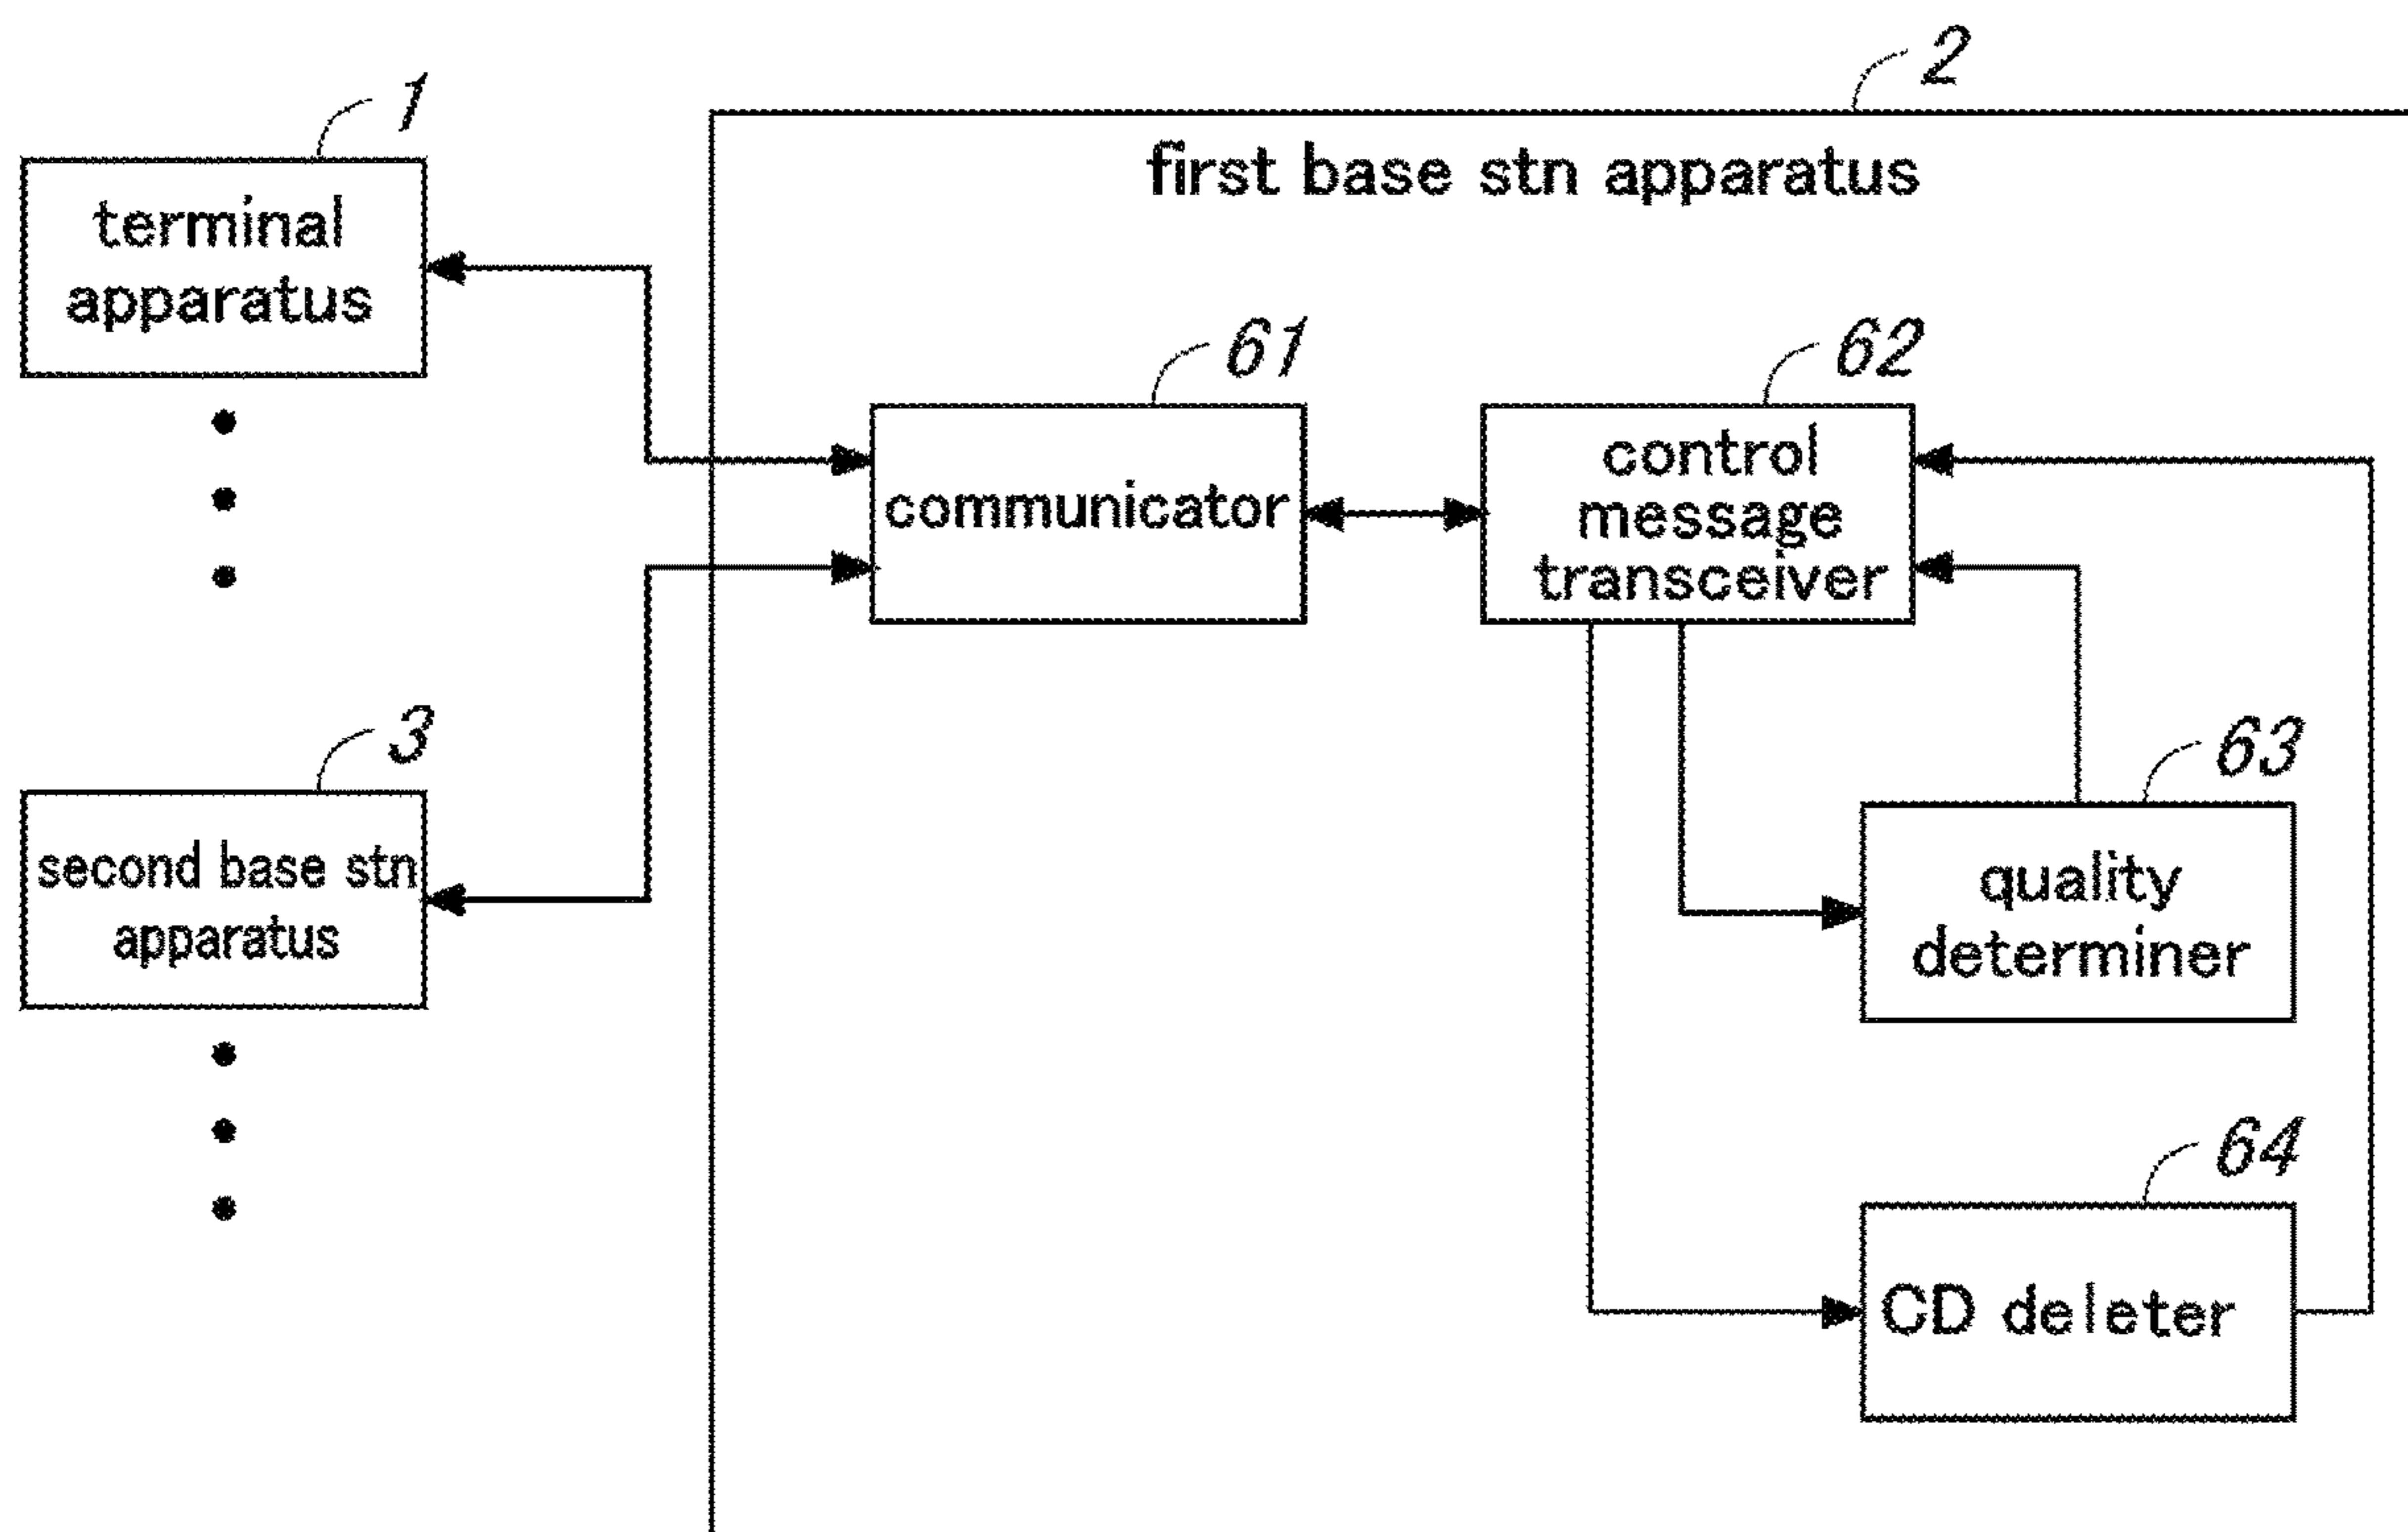 2
first base stn apparatus
1
terminal
apparatus
61
communicator
62
control
message
transceiver
3
second base stn
apparatus
63
quality
determiner
64
CD deleter